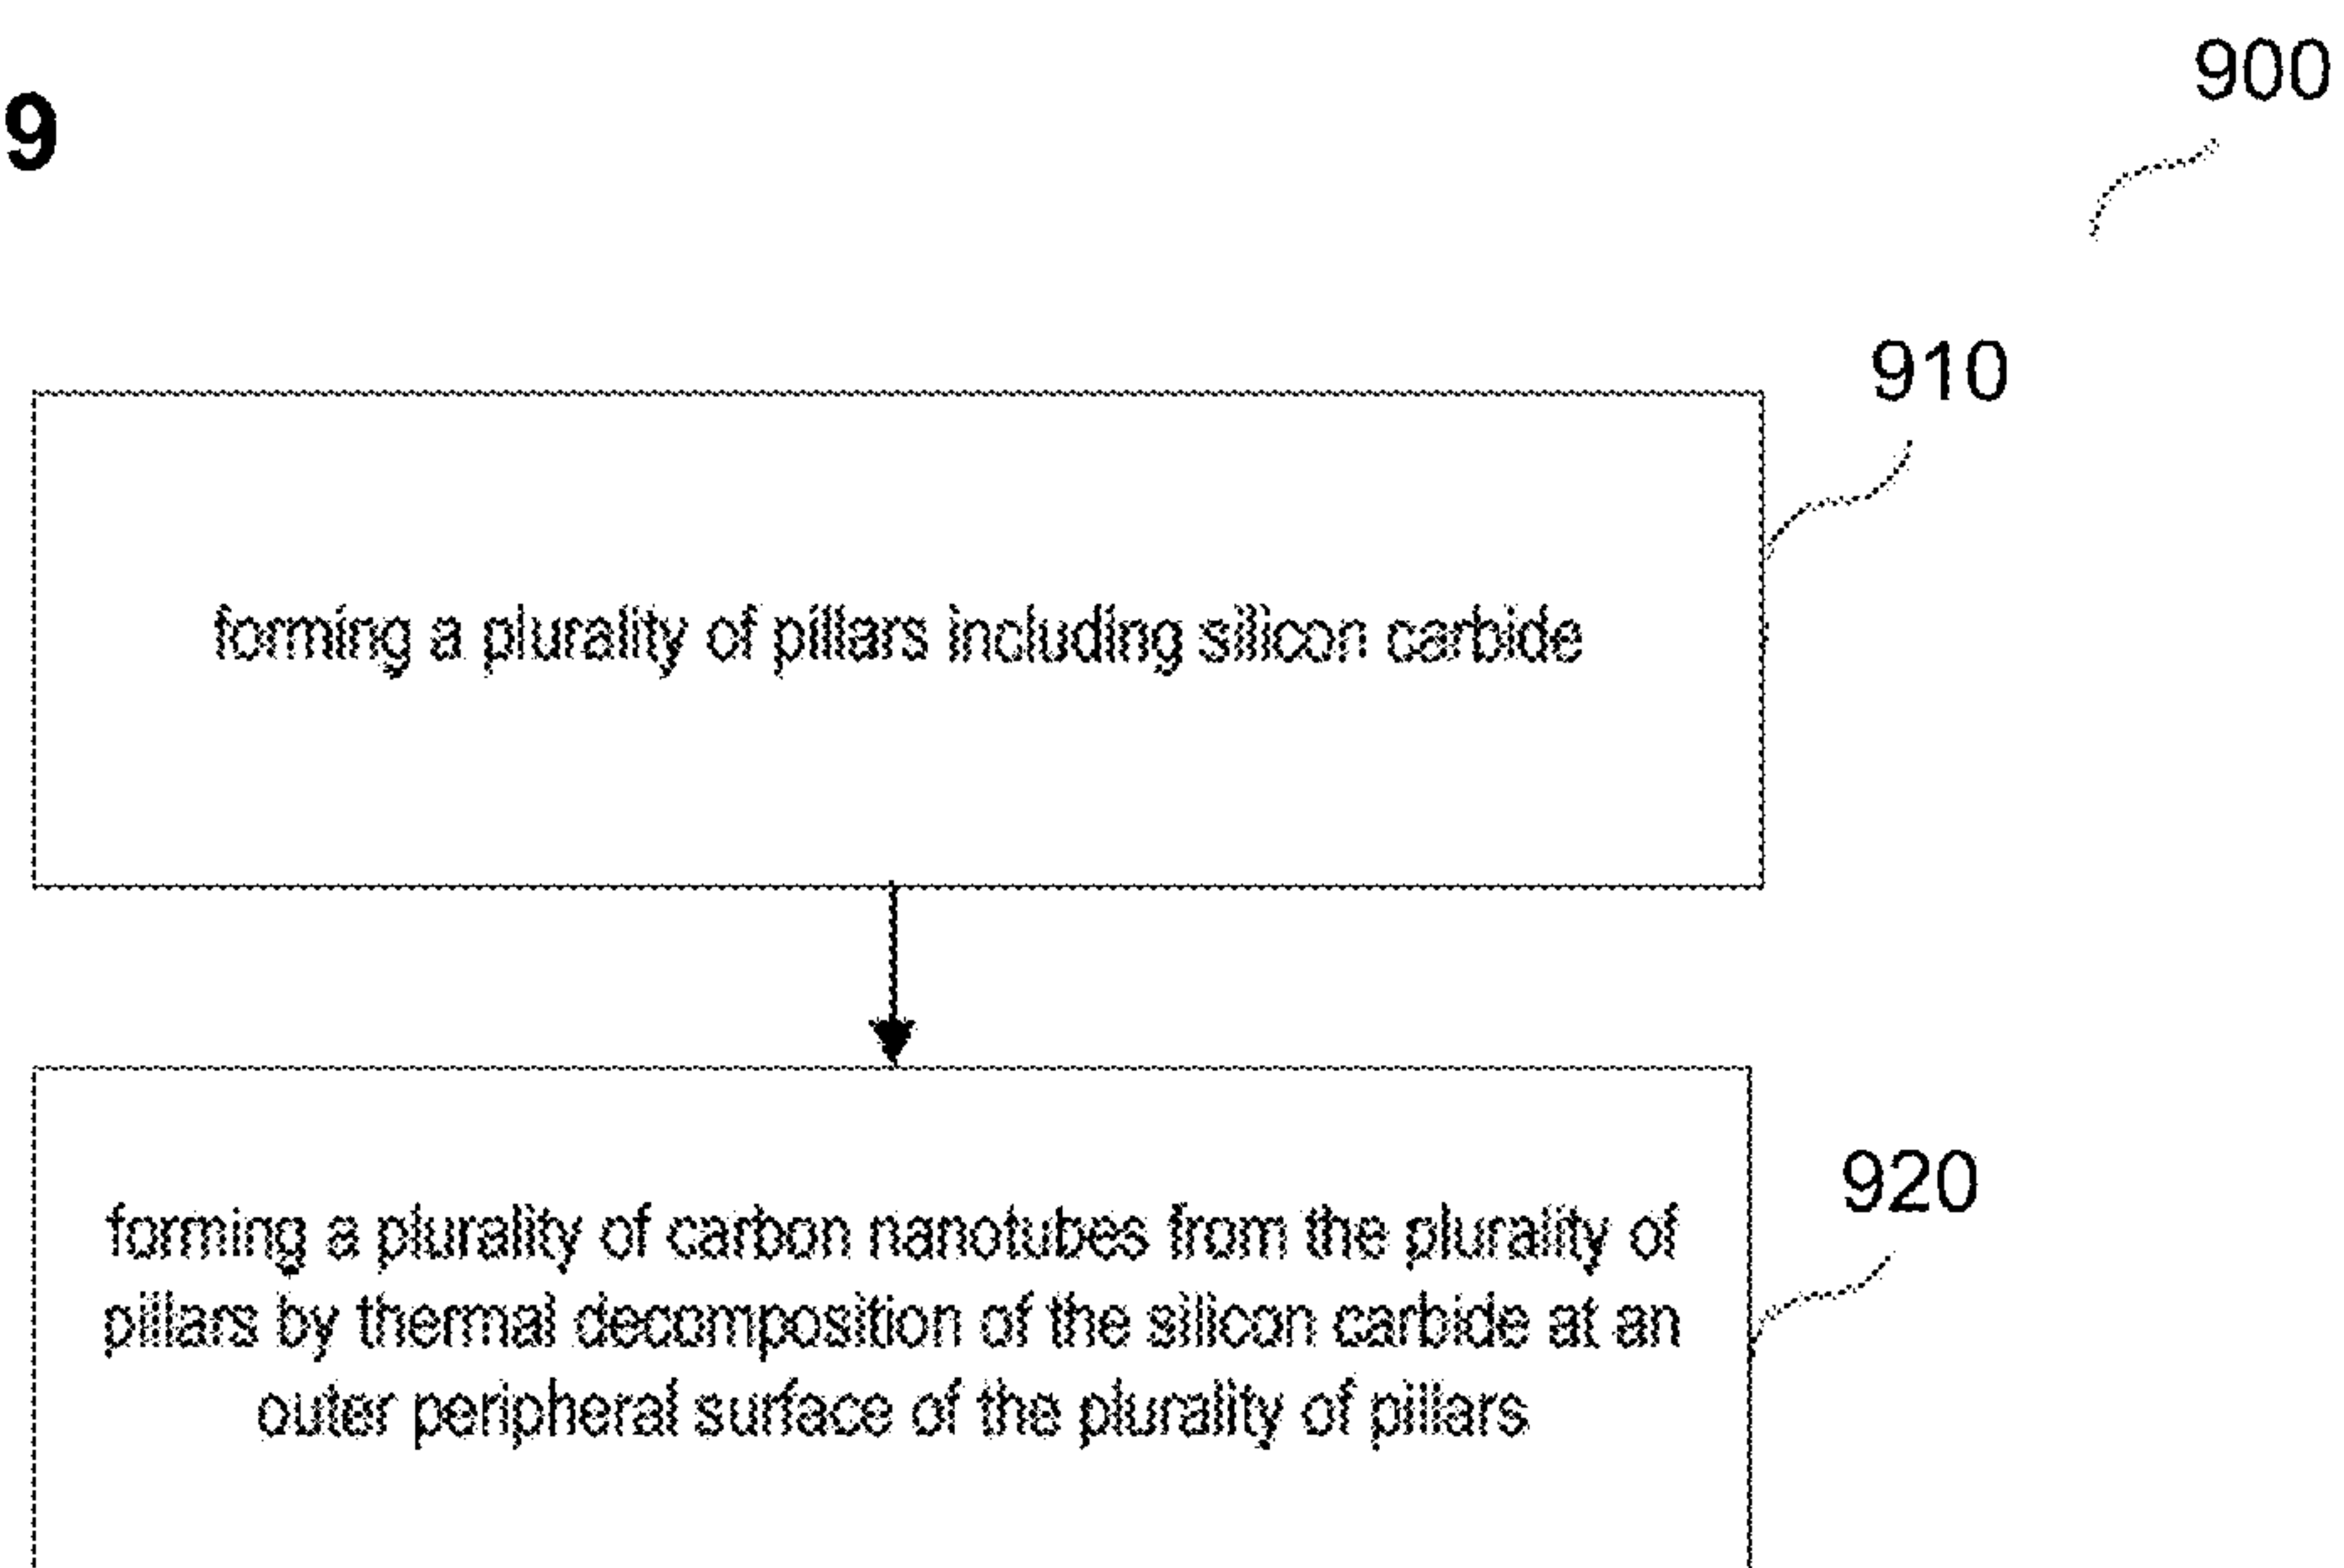 9
900
910
forming a plurality of pillars including silicon carbide
920
forming a plurality of carbon nanotubes from the plurality of
pillars by thermal decomposition of the silicon carbide at an
outer peripheral surface of the plurality of pillars